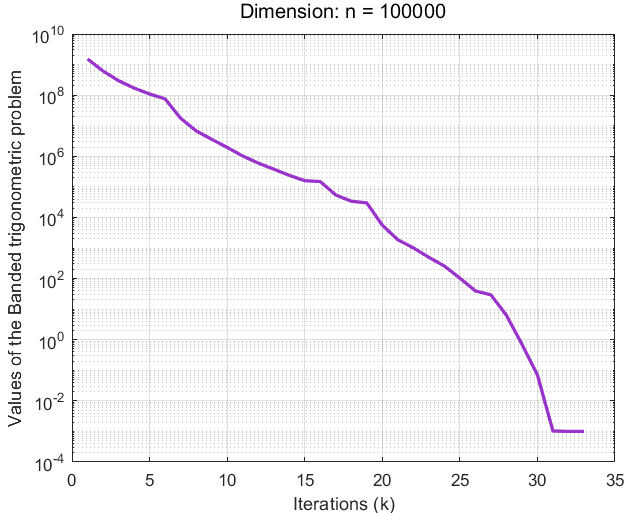 Dimension: n = 100000
Values of the Banded trigonometric problem
10^10
10^8
10^6
10^4
10^2
10^0
10^-2
10^-4
0 5 10 15 20 25 30 35
Iterations (k)